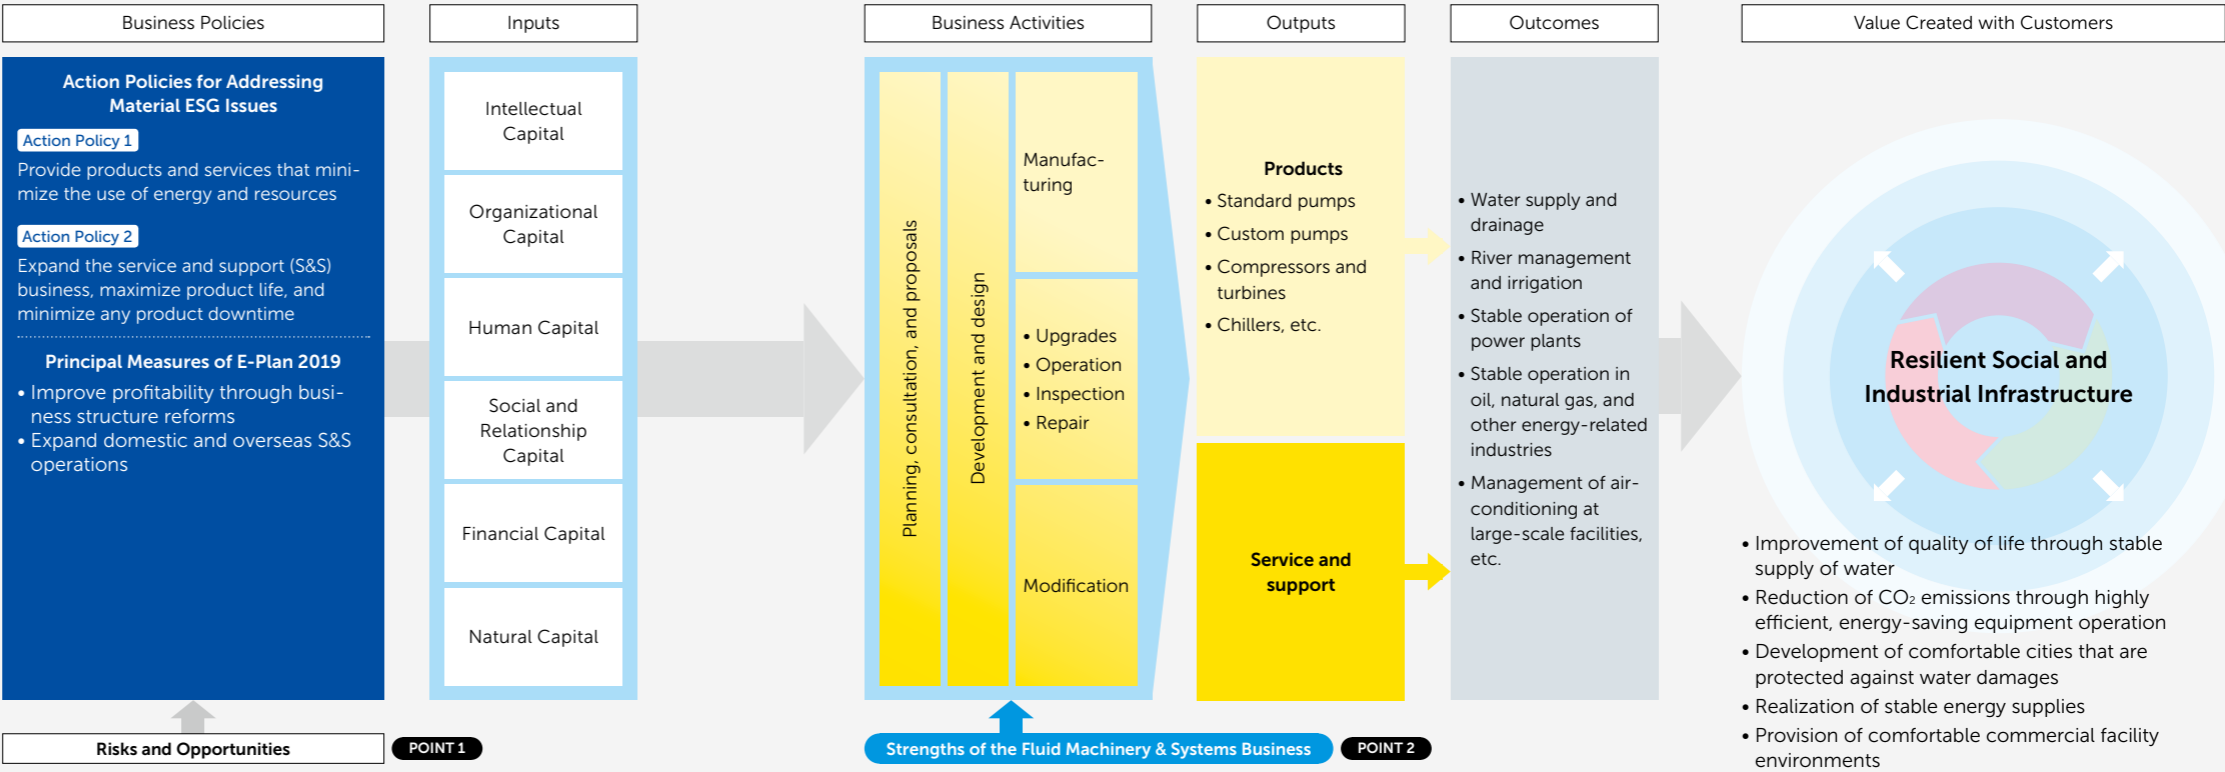 Business Policies
Action Policies for Addressing
Material ESG Issues
Action Policy 1
Provide products and services that mini-
mize the use of energy and resources
Action Policy 2
Expand the service and support (S&S)
business, maximize product life, and
minimize any product downtime
Principal Measures of E-Plan 2019
• Improve profitability through busi-
ness structure reforms
• Expand domestic and overseas S&S
operations
Risks and Opportunities
POINT 1
Inputs
Intellectual
Capital
Organizational
Capital
Human Capital
Social and
Relationship
Capital
Financial Capital
Natural Capital
Business Activities
Planning, consultation, and proposals
Development and design
Manufac-
turing
• Upgrades
• Operation
• Inspection
• Repair
Modification
Strengths of the Fluid Machinery & Systems Business
POINT 2
Outputs
Products
• Standard pumps
• Custom pumps
• Compressors and
turbines
• Chillers, etc.
Service and
support
Outcomes
• Water supply and
drainage
• River management
and irrigation
• Stable operation of
power plants
• Stable operation in
oil, natural gas, and
other energy-related
industries
• Management of air-
conditioning at
large-scale facilities,
etc.
Value Created with Customers
Resilient Social and
Industrial Infrastructure
• Improvement of quality of life through stable
supply of water
• Reduction of CO₂ emissions through highly
efficient, energy-saving equipment operation
• Development of comfortable cities that are
protected against water damages
• Realization of stable energy supplies
• Provision of comfortable commercial facility
environments